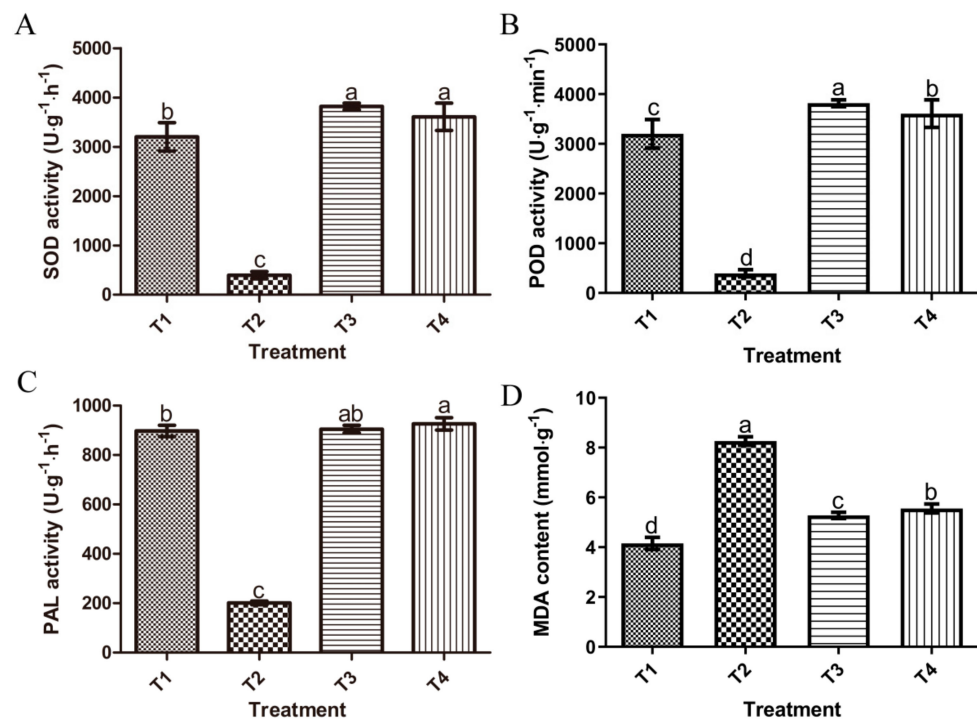 A
SOD activity (U·g⁻¹·h⁻¹)
5000
4000
3000
2000
1000
0
b
c
a
a
T1
T2
T3
T4
Treatment
B
POD activity (U·g⁻¹·min⁻¹)
5000
4000
3000
2000
1000
0
c
d
a
b
T1
T2
T3
T4
Treatment
C
PAL activity (U·g⁻¹·h⁻¹)
1000
800
600
400
200
0
b
c
ab
a
T1
T2
T3
T4
Treatment
D
MDA content (mmol·g⁻¹)
10
8
6
4
2
0
d
a
c
b
T1
T2
T3
T4
Treatment